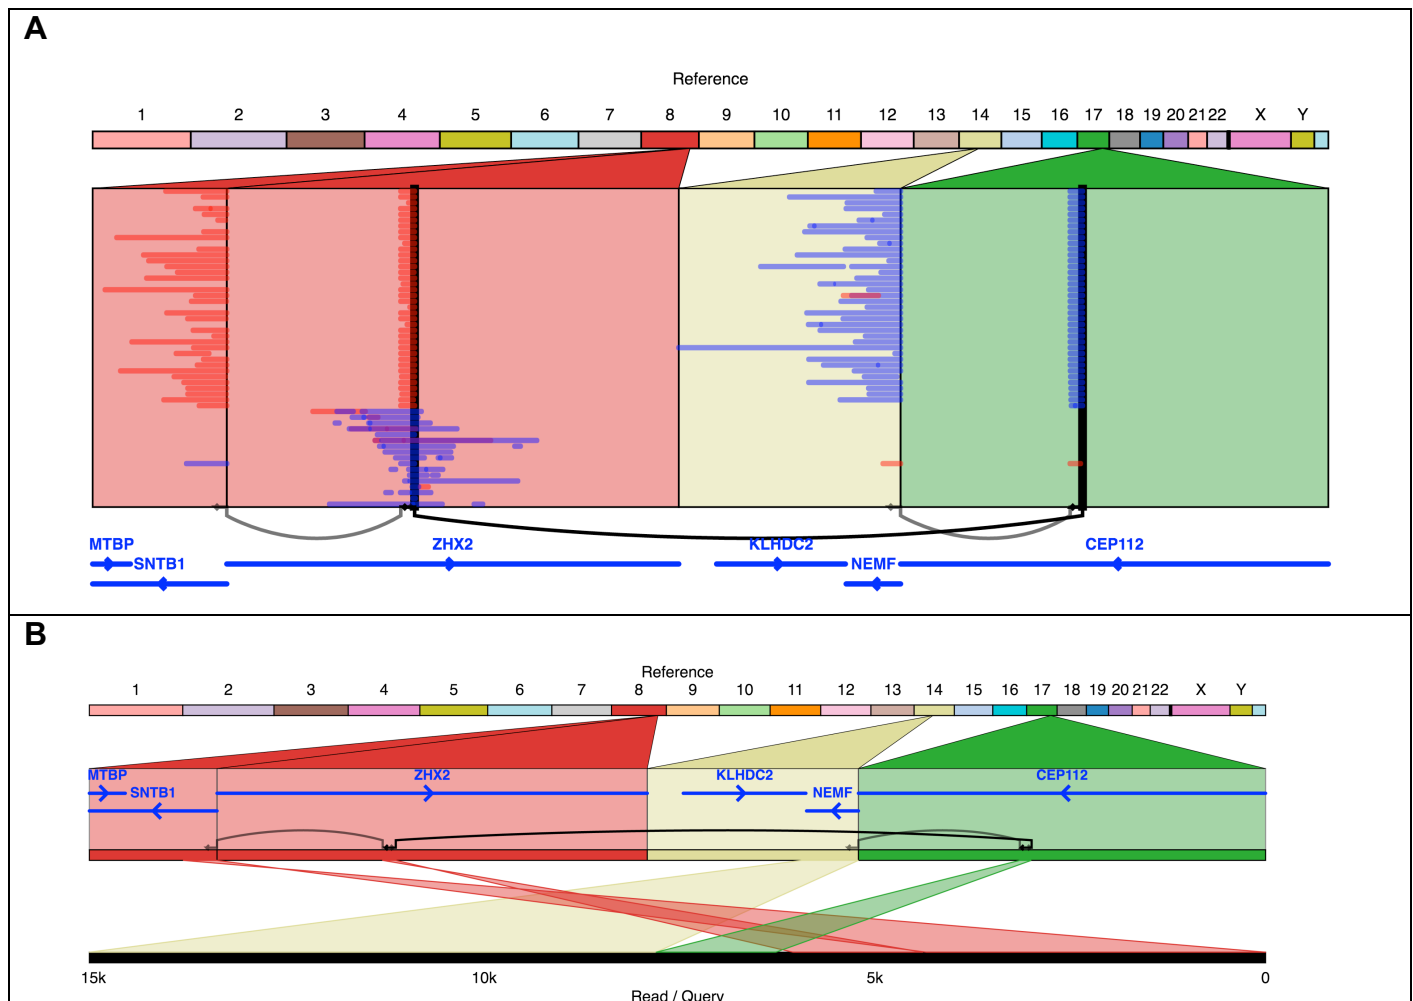 A
Reference
1 2 3 4 5 6 7 8 9 10 11 12 13 14 15 16 17 18 19 20 21 22 X Y
MTBP ZHX2 KLHDC2 CEP112
SNTB1 NEMF
B
Reference
1 2 3 4 5 6 7 8 9 10 11 12 13 14 15 16 17 18 19 20 21 22 X Y
MTBP ZHX2 KLHDC2 CEP112
SNTB1 NEMF
15k 10k 5k 0
Read / Query